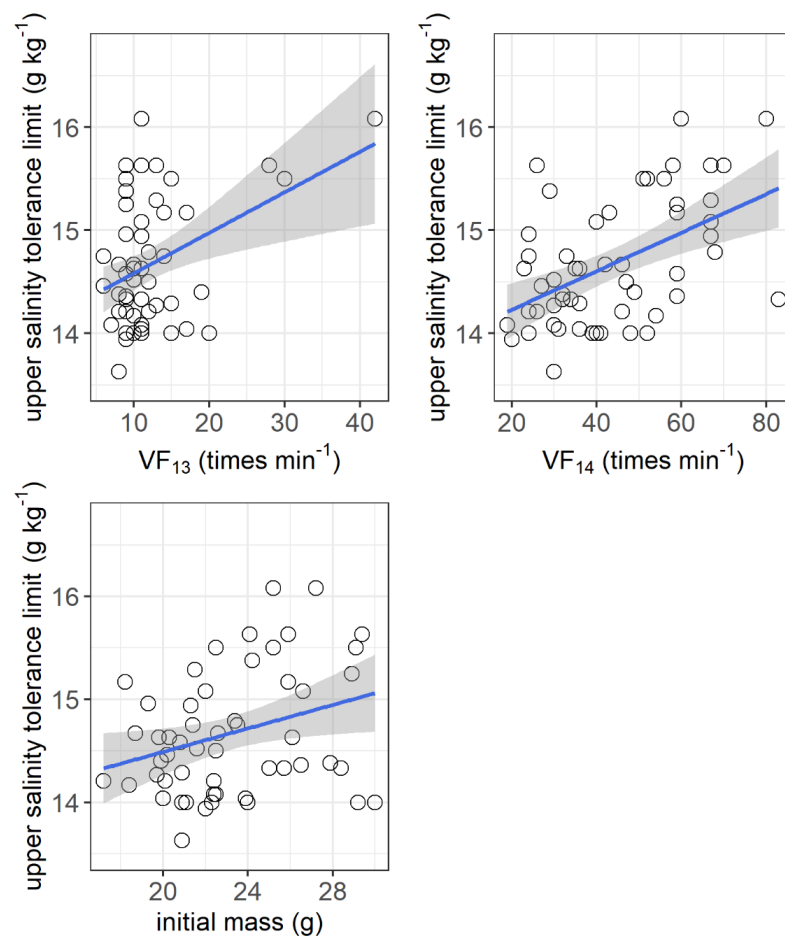 upper salinity tolerance limit (g kg⁻¹)
16
15
14
10 20 30 40
VF₁₃ (times min⁻¹)
upper salinity tolerance limit (g kg⁻¹)
16
15
14
20 40 60 80
VF₁₄ (times min⁻¹)
upper salinity tolerance limit (g kg⁻¹)
16
15
14
20 24 28
initial mass (g)